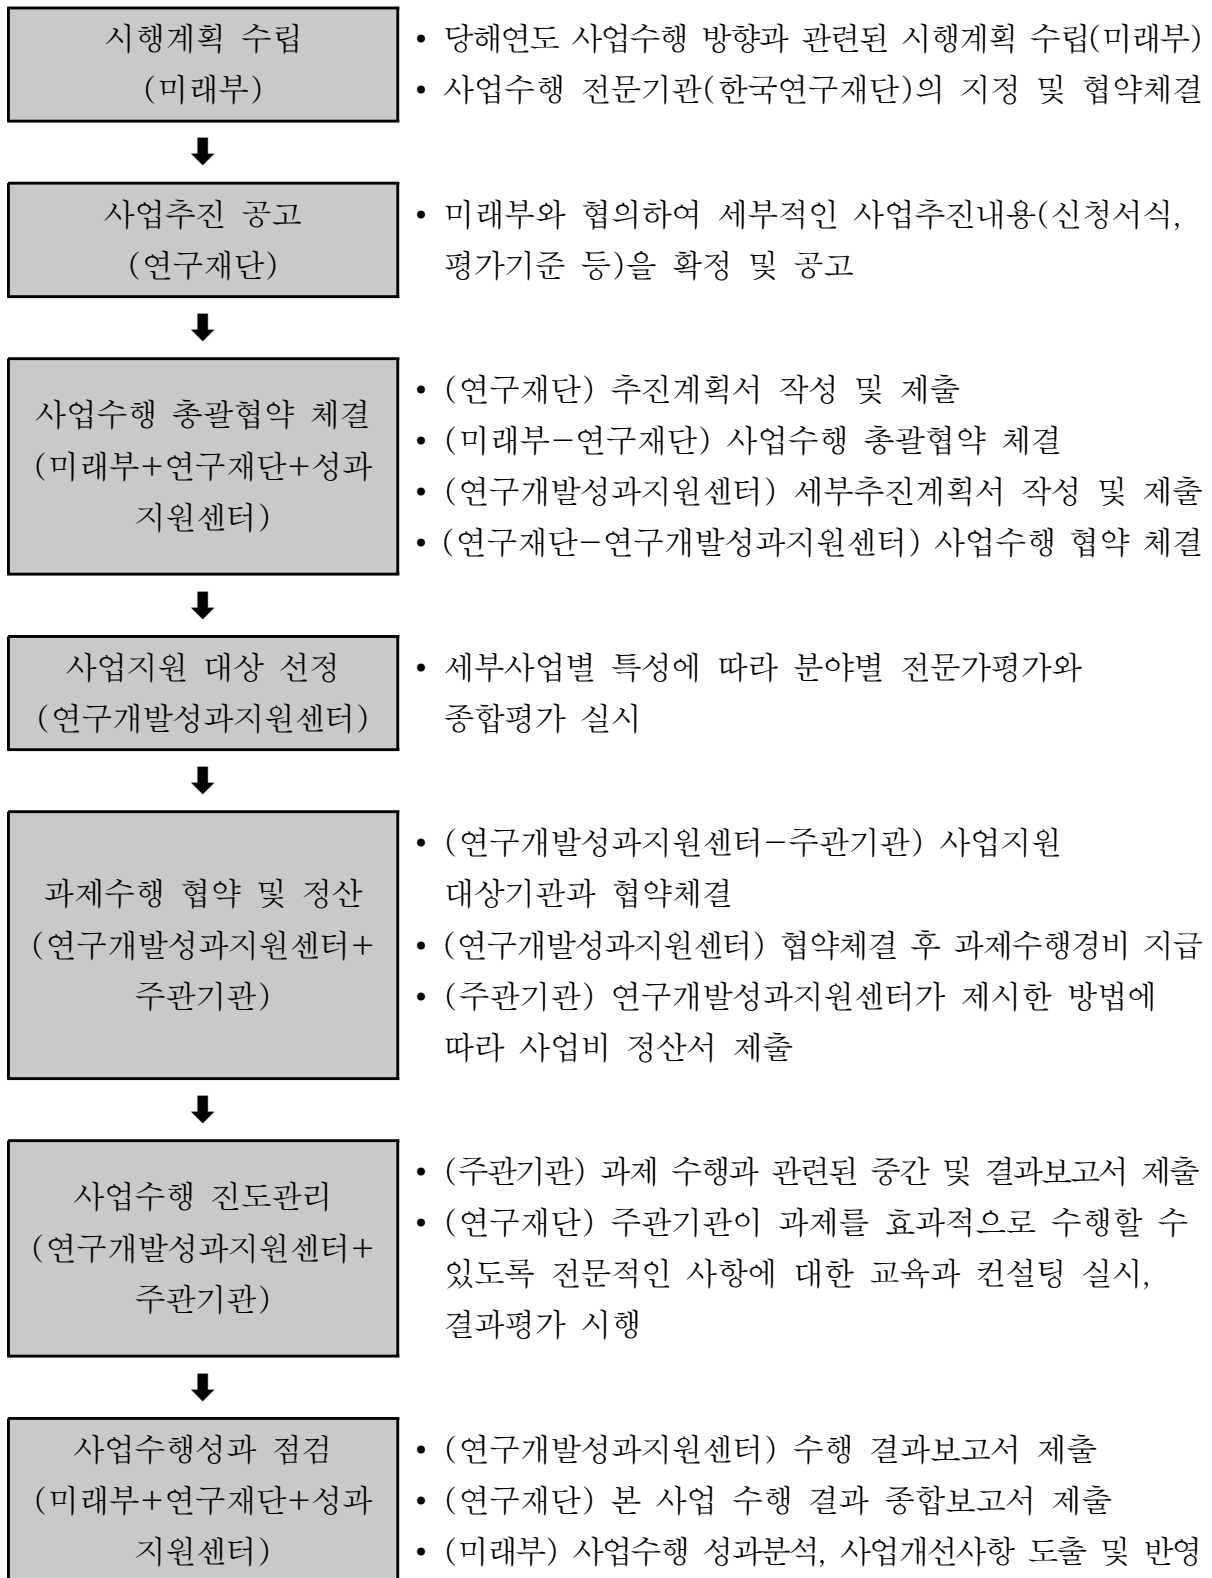 시행계획 수립
(미래부)
• 당해연도 사업수행 방향과 관련된 시행계획 수립(미래부)
• 사업수행 전문기관(한국연구재단)의 지정 및 협약체결
사업추진 공고
(연구재단)
• 미래부와 협의하여 세부적인 사업추진내용(신청서식,
평가기준 등)을 확정 및 공고
사업수행 총괄협약 체결
(미래부+연구재단+성과
지원센터)
• (연구재단) 추진계획서 작성 및 제출
• (미래부-연구재단) 사업수행 총괄협약 체결
• (연구개발성과지원센터) 세부추진계획서 작성 및 제출
• (연구재단-연구개발성과지원센터) 사업수행 협약 체결
사업지원 대상 선정
(연구개발성과지원센터)
• 세부사업별 특성에 따라 분야별 전문가평가와
종합평가 실시
과제수행 협약 및 정산
(연구개발성과지원센터+
주관기관)
• (연구개발성과지원센터-주관기관) 사업지원
대상기관과 협약체결
• (연구개발성과지원센터) 협약체결 후 과제수행경비 지급
• (주관기관) 연구개발성과지원센터가 제시한 방법에
따라 사업비 정산서 제출
사업수행 진도관리
(연구개발성과지원센터+
주관기관)
• (주관기관) 과제 수행과 관련된 중간 및 결과보고서 제출
• (연구재단) 주관기관이 과제를 효과적으로 수행할 수
있도록 전문적인 사항에 대한 교육과 컨설팅 실시,
결과평가 시행
사업수행성과 점검
(미래부+연구재단+성과
지원센터)
• (연구개발성과지원센터) 수행 결과보고서 제출
• (연구재단) 본 사업 수행 결과 종합보고서 제출
• (미래부) 사업수행 성과분석, 사업개선사항 도출 및 반영